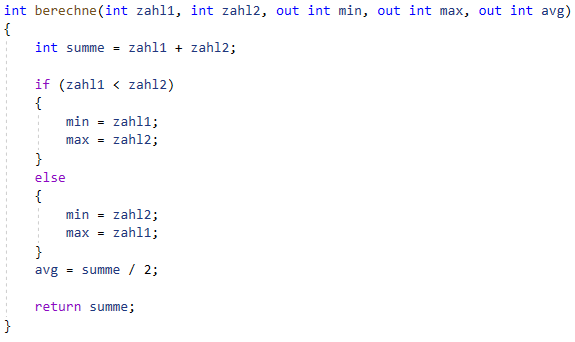 int berechne(int zahl1, int zahl2, out int min, out int max, out int avg)
{
    int summe = zahl1 + zahl2;

    if (zahl1 < zahl2)
    {
        min = zahl1;
        max = zahl2;
    }
    else
    {
        min = zahl2;
        max = zahl1;
    }
    avg = summe / 2;

    return summe;
}